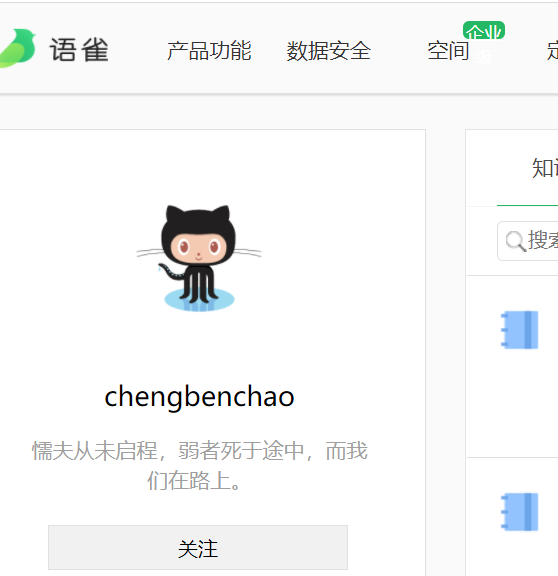 语雀
产品功能
数据安全
空间
企业
知
搜索
chengbenchao
懦夫从未启程，弱者死于途中，而我
们在路上。
关注